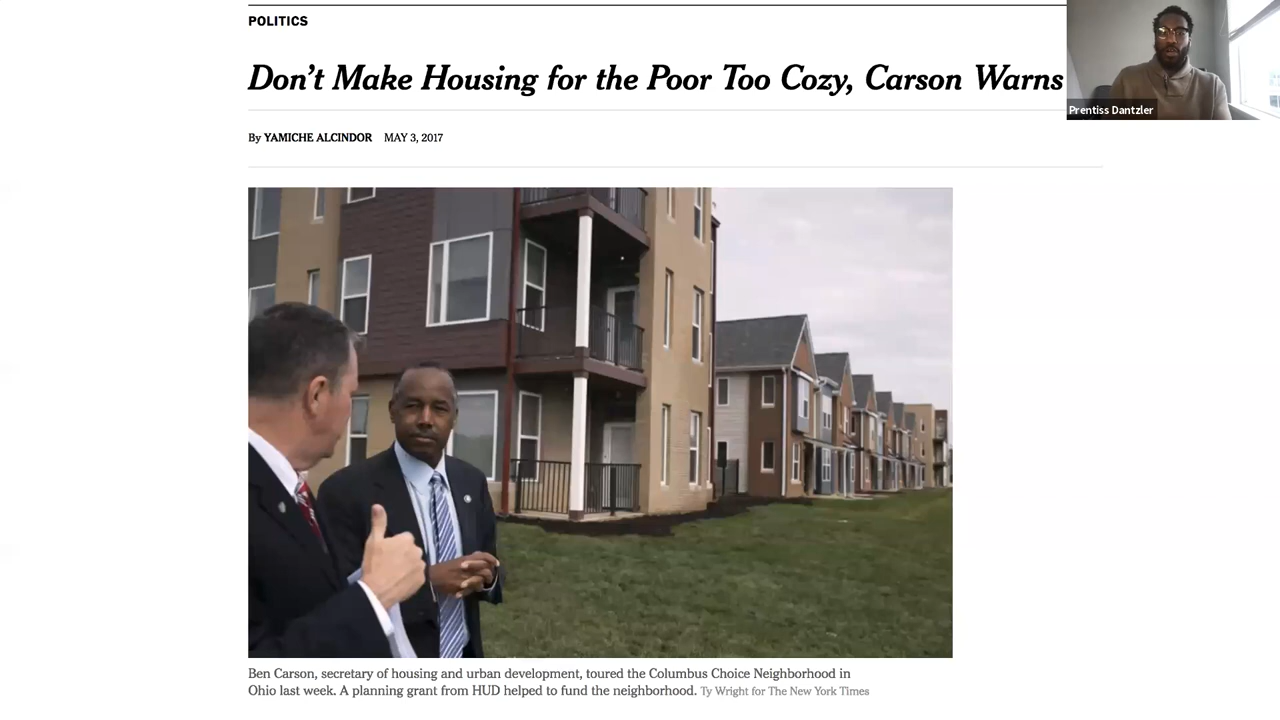 POLITICS
Don't Make Housing for the Poor Too Cozy, Carson Warns
Prentiss Dantzler
By YAMICHE ALCINDOR MAY 3, 2017
Ben Carson, secretary of housing and urban development, toured the Columbus Choice Neighborhood in
Ohio last week. A planning grant from HUD helped to fund the neighborhood. Ty Wright for The New York Times